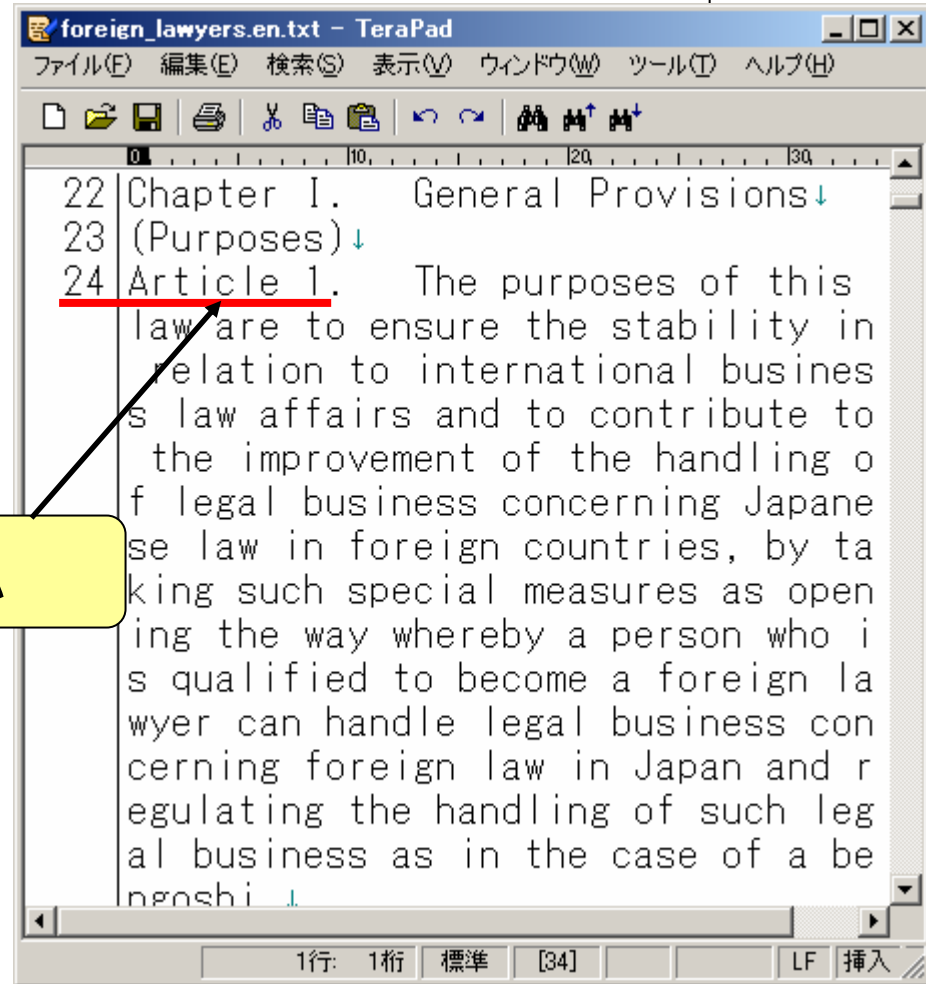 foreign_lawyers.en.txt - TeraPad
ファイル(F) 編集(E) 検索(S) 表示(V) ウィンドウ(W) ツール(T) ヘルプ(H)
0 10 20 30
22 Chapter I. General Provisions↓
23 (Purposes)↓
24 Article 1. The purposes of this
law are to ensure the stability in
relation to international busines
s law affairs and to contribute to
the improvement of the handling o
f legal business concerning Japane
se law in foreign countries, by ta
king such special measures as open
ing the way whereby a person who i
s qualified to become a foreign la
wyer can handle legal business con
cerning foreign law in Japan and r
egulating the handling of such leg
al business as in the case of a be
ngoshi.↓
1行: 1桁 標準 [34] LF 挿入